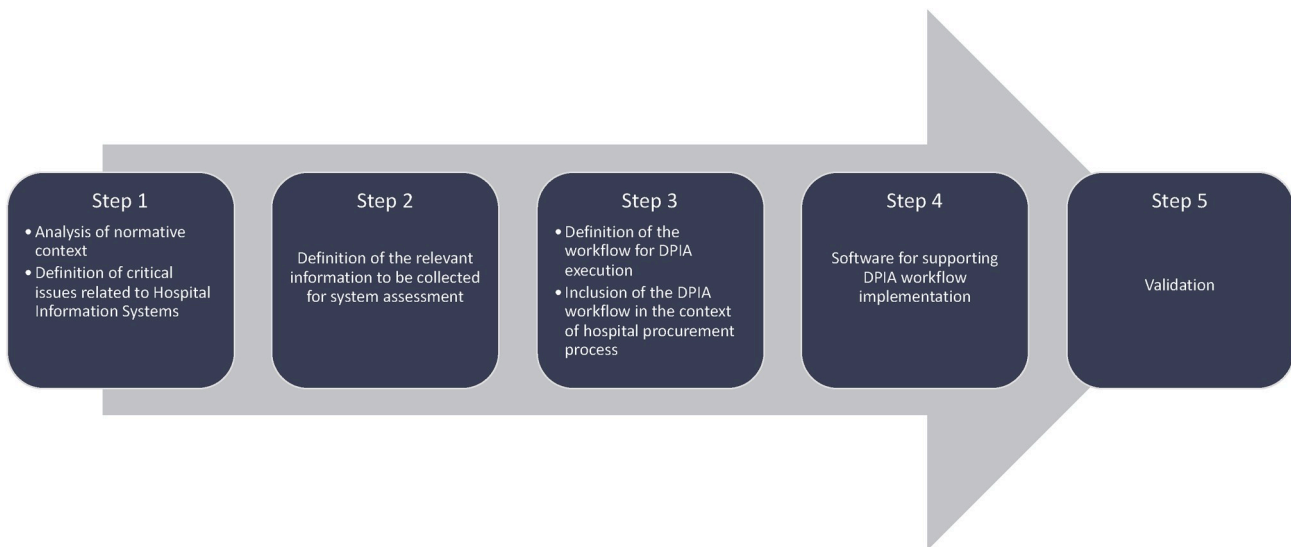 Step 1
• Analysis of normative
context
• Definition of critical
issues related to Hospital
Information Systems
Step 2
Definition of the relevant
information to be collected
for system assessment
Step 3
• Definition of the
workflow for DPIA
execution
• Inclusion of the DPIA
workflow in the context
of hospital procurement
process
Step 4
Software for supporting
DPIA workflow
implementation
Step 5
Validation